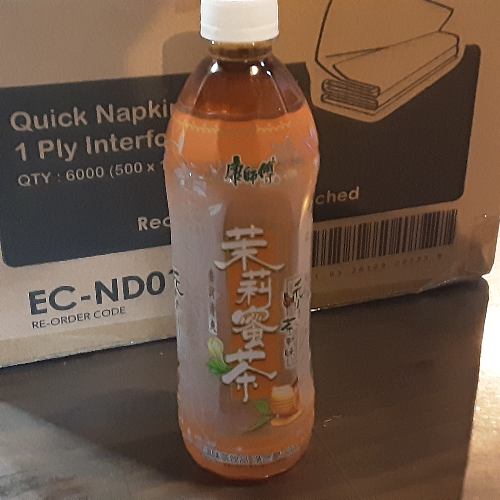 Quick Napki
1 Ply Interfo
QTY : 6000 (500 x
Rec
ched
EC-ND0
RE-ORDER CODE
康師傅
茉莉蜜茶